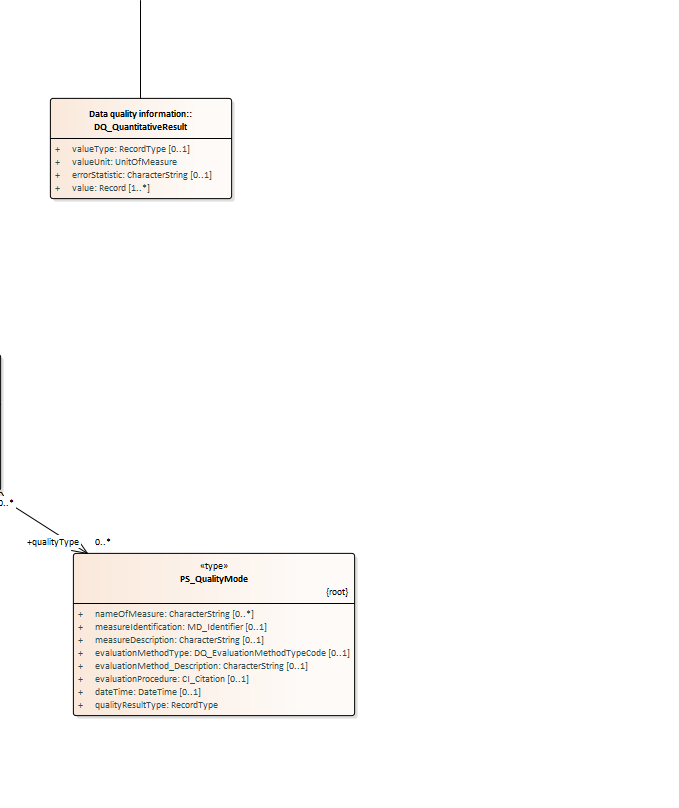 Data quality information::
DQ_QuantitativeResult
+ valueType: RecordType [0..1]
+ valueUnit: UnitOfMeasure
+ errorStatistic: CharacterString [0..1]
+ value: Record [1..*]
0..*
+qualityType 0..*
«type»
PS_QualityMode
{root}
+ nameOfMeasure: CharacterString [0..*]
+ measureIdentification: MD_Identifier [0..1]
+ measureDescription: CharacterString [0..1]
+ evaluationMethodType: DQ_EvaluationMethodTypeCode [0..1]
+ evaluationMethod_Description: CharacterString [0..1]
+ evaluationProcedure: CI_Citation [0..1]
+ dateTime: DateTime [0..1]
+ qualityResultType: RecordType